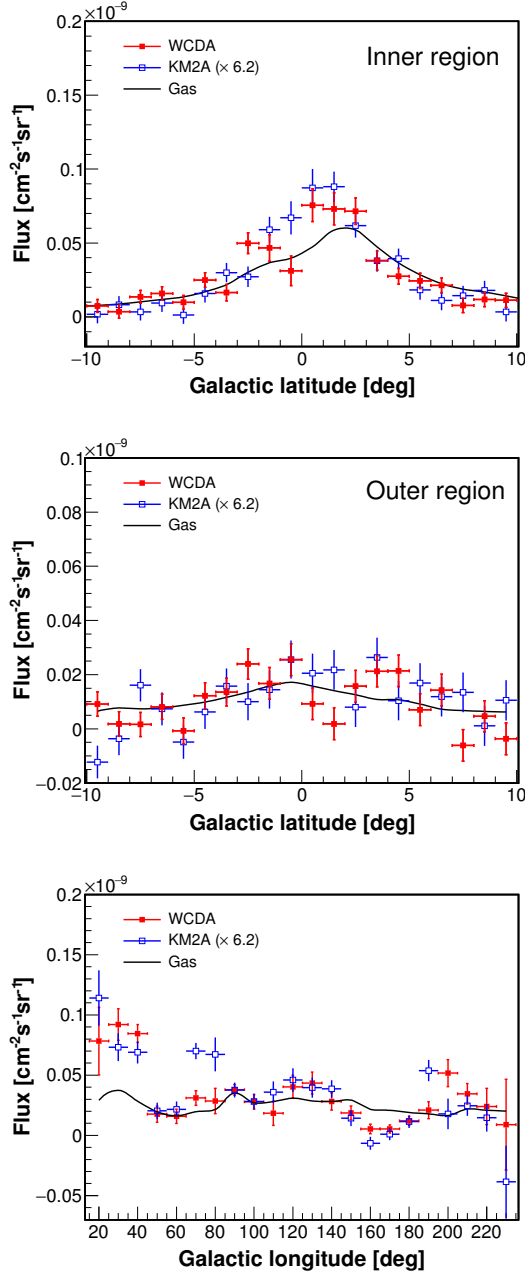 ×10⁻⁹
0.2
WCDA
Inner region
KM2A (× 6.2)
Gas
0.15
0.1
0.05
0
−10 −5 0 5 10
Flux [cm⁻²s⁻¹sr⁻¹]
Galactic latitude [deg]
×10⁻⁹
0.1
WCDA
Outer region
KM2A (× 6.2)
Gas
0.08
0.06
0.04
0.02
0
−0.02
−10 −5 0 5 10
Flux [cm⁻²s⁻¹sr⁻¹]
Galactic latitude [deg]
×10⁻⁹
0.2
WCDA
KM2A (× 6.2)
Gas
0.15
0.1
0.05
0
−0.05
20 40 60 80 100 120 140 160 180 200 220
Flux [cm⁻²s⁻¹sr⁻¹]
Galactic longitude [deg]